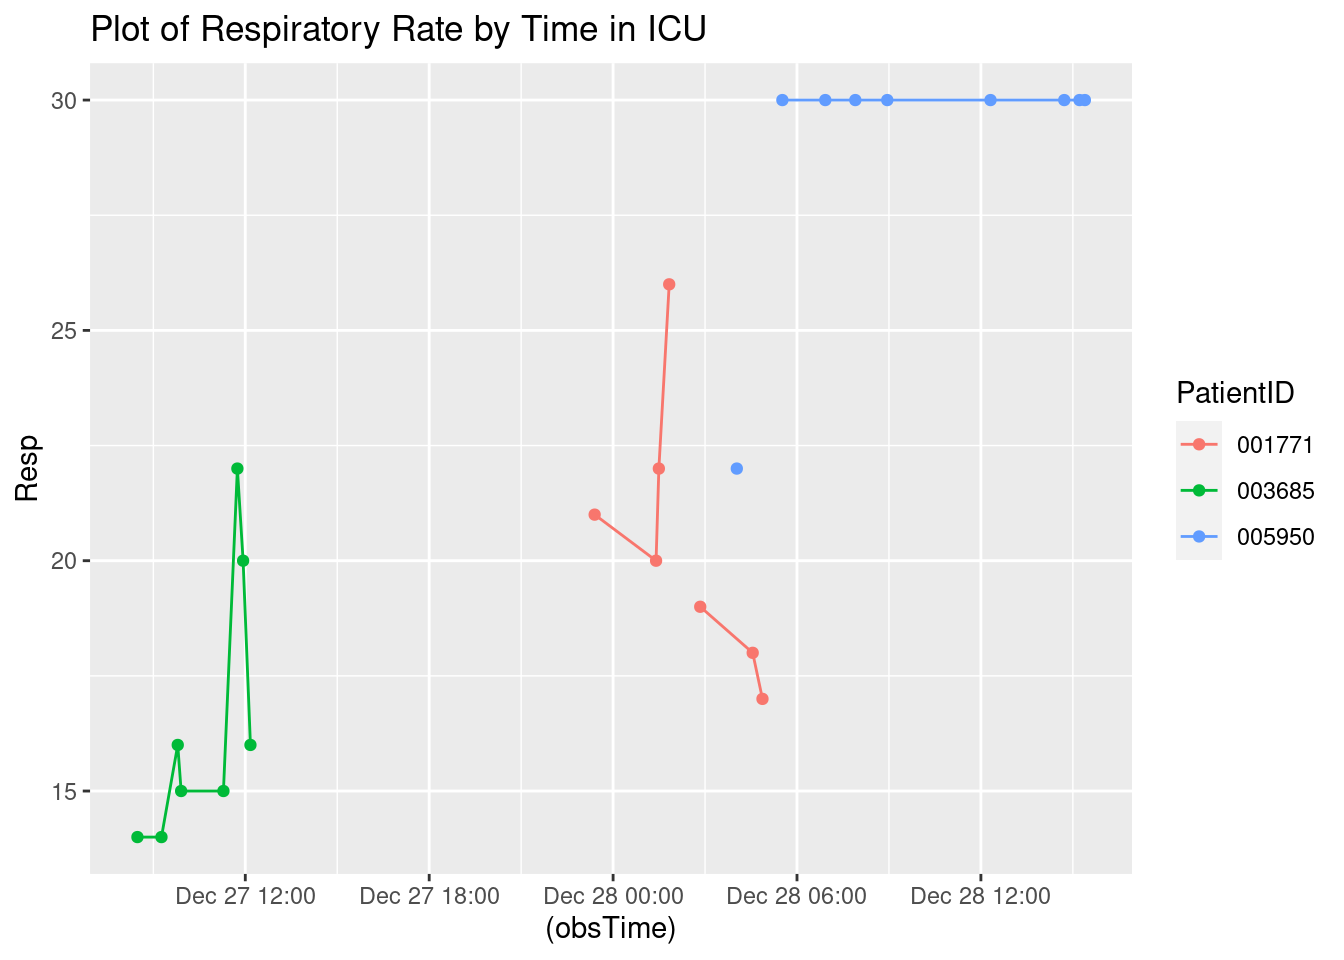 Plot of Respiratory Rate by Time in ICU
30
25
20
15
Resp
Dec 27 12:00 Dec 27 18:00 Dec 28 00:00 Dec 28 06:00 Dec 28 12:00
(obsTime)
PatientID
001771
003685
005950